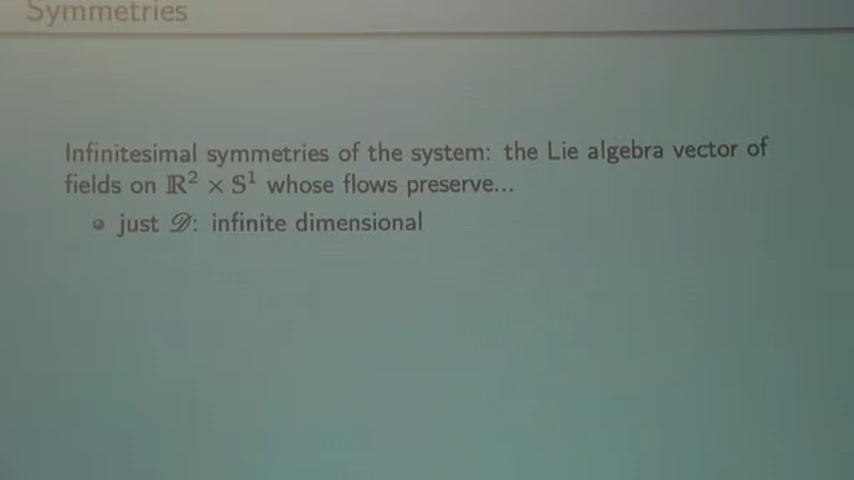 Symmetries
Infinitesimal symmetries of the system: the Lie algebra vector of
fields on ℝ² × 𝕊¹ whose flows preserve...
just 𝒟: infinite dimensional